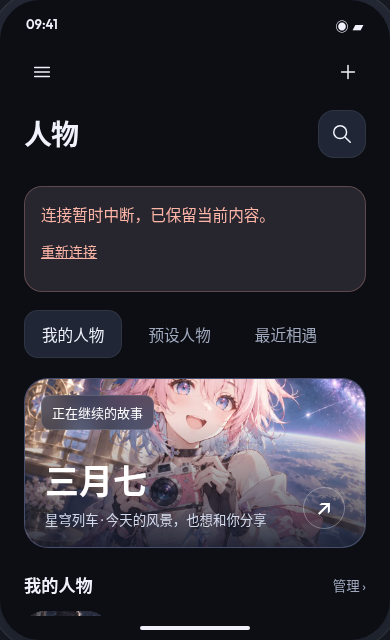 09:41
人物
连接暂时中断，已保留当前内容。
重新连接
我的人物 预设人物 最近相遇
正在继续的故事
三月七
星穹列车·今天的风景，也想和你分享
我的人物 管理 ›